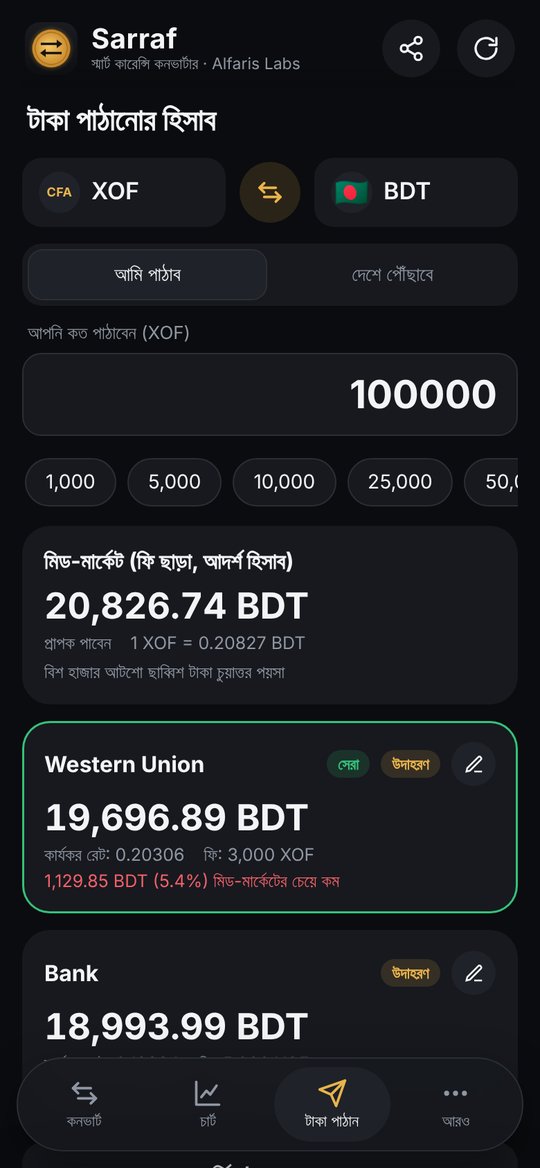 Sarraf
স্মার্ট কারেন্সি কনভার্টার · Alfaris Labs
টাকা পাঠানোর হিসাব
CFA XOF BDT
আমি পাঠাব দেশে পৌঁছাবে
আপনি কত পাঠাবেন (XOF)
100000
1,000 5,000 10,000 25,000
মিড-মার্কেট (ফি ছাড়া, আদর্শ হিসাব)
20,826.74 BDT
প্রাপক পাবেন 1 XOF = 0.20827 BDT
বিশ হাজার আটশো ছাব্বিশ টাকা চুয়াত্তর পয়সা
Western Union সেরা উদাহরণ
19,696.89 BDT
কার্যকর রেট: 0.20306 ফি: 3,000 XOF
1,129.85 BDT (5.4%) মিড-মার্কেটের চেয়ে কম
Bank উদাহরণ
18,993.99 BDT
কনভার্ট চার্ট টাকা পাঠান আরও